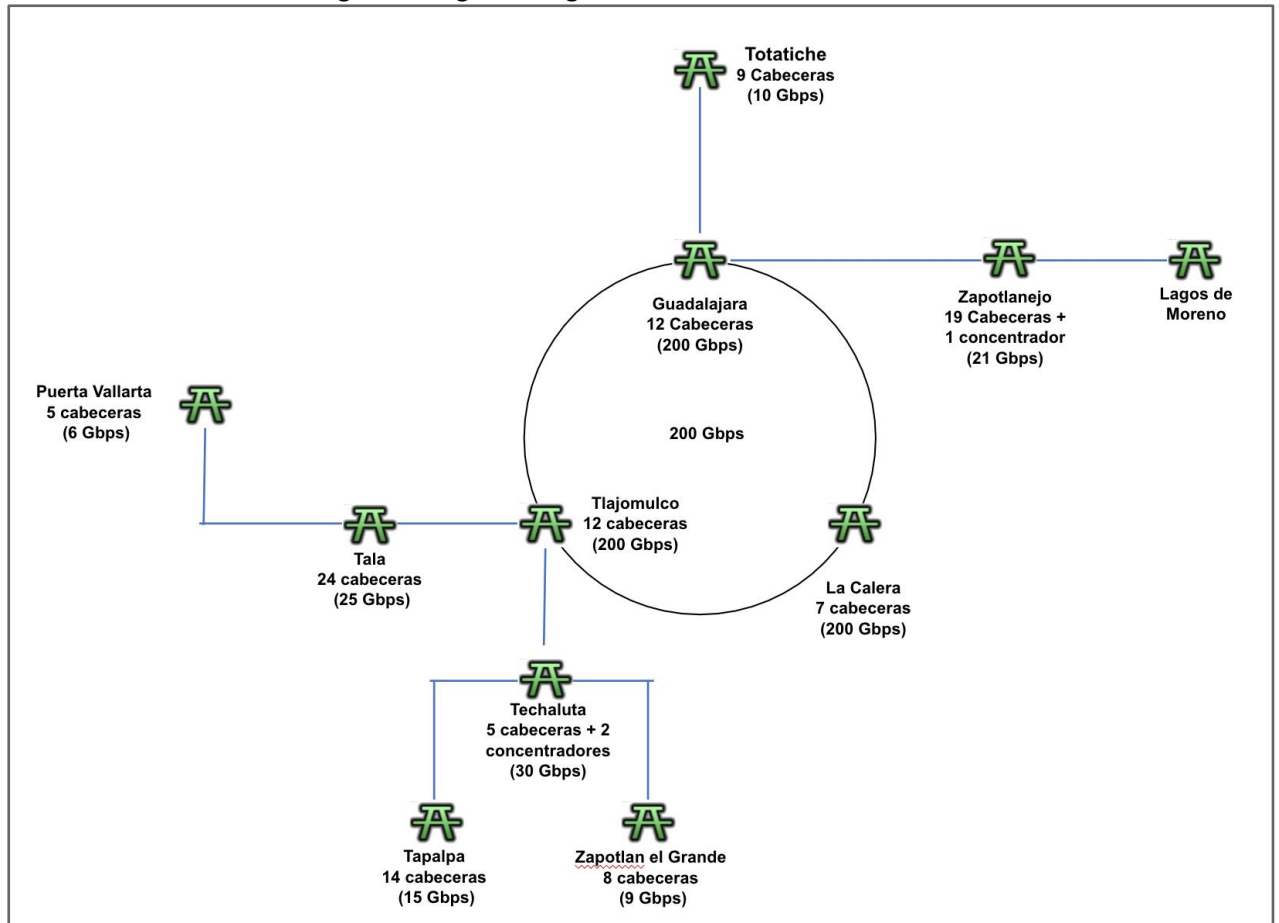 Totatiche
9 Cabeceras
(10 Gbps)
Guadalajara
12 Cabeceras
(200 Gbps)
Zapotlanejo
19 Cabeceras +
1 concentrador
(21 Gbps)
Lagos de
Moreno
Puerta Vallarta
5 cabeceras
(6 Gbps)
200 Gbps
Tlajomulco
12 cabeceras
(200 Gbps)
Tala
24 cabeceras
(25 Gbps)
La Calera
7 cabeceras
(200 Gbps)
Techaluta
5 cabeceras + 2
concentradores
(30 Gbps)
Tapalpa
14 cabeceras
(15 Gbps)
Zapotlan el Grande
8 cabeceras
(9 Gbps)